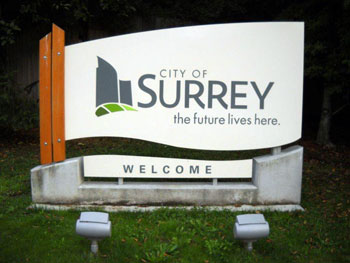 CITY OF
SURREY
the future lives here.
WELCOME